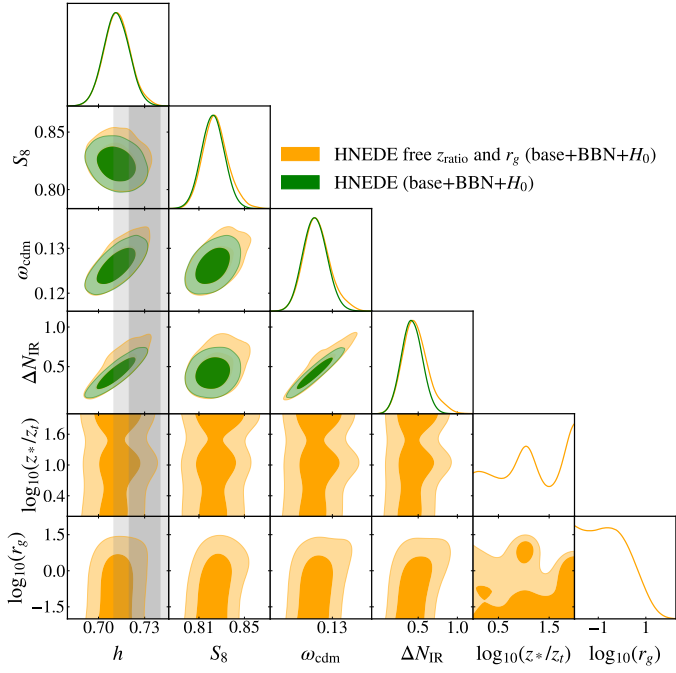 HNEDE free z_ratio and r_g (base+BBN+H_0)
HNEDE (base+BBN+H_0)
S_8
0.85
0.80
ω_cdm
0.13
0.12
ΔN_IR
1.0
0.5
log_10(z_*/z_t)
1.6
1.0
0.4
log_10(r_g)
1.5
0.0
−1.5
0.70 0.73
0.81 0.85
0.13
0.5 1.0
0.5 1.5
−1 1
h
S_8
ω_cdm
ΔN_IR
log_10(z_*/z_t)
log_10(r_g)